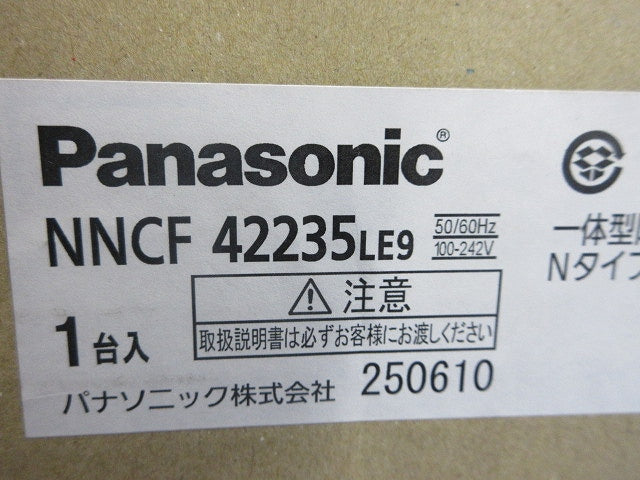 Panasonic®
NNCF 42235LE9
50/60Hz
100-242V
一体型
Nタイプ
注意
取扱説明書は必ずお客様にお渡しください
1台入
パナソニック株式会社 250610